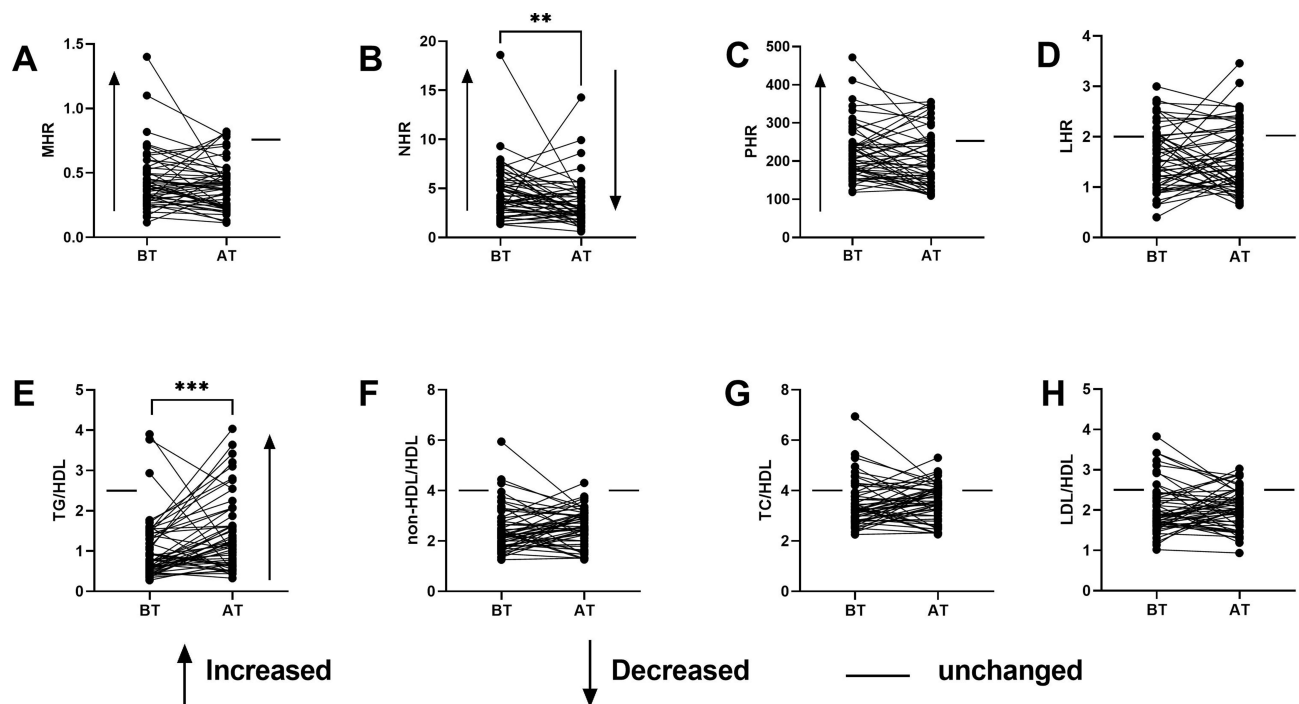 A
MHR
1.5
1.0
0.5
0.0
BT AT
B
**
NHR
20
15
10
5
0
BT AT
C
PHR
500
400
300
200
100
0
BT AT
D
LHR
4
3
2
1
0
BT AT
E
***
TG/HDL
5
4
3
2
1
0
BT AT
F
non-HDL/HDL
8
6
4
2
0
BT AT
G
TC/HDL
8
6
4
2
0
BT AT
H
LDL/HDL
5
4
3
2
1
0
BT AT
Increased
Decreased
unchanged